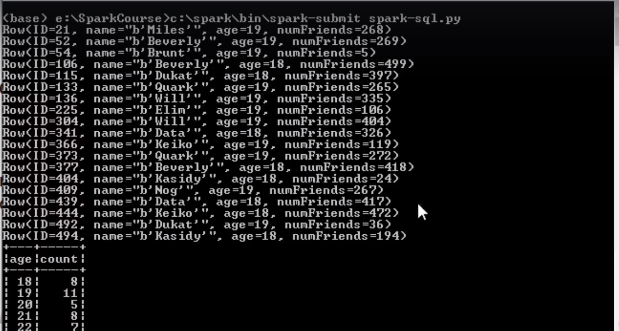 (base) e:\SparkCourse>c:\spark\bin\spark-submit spark-sql.py
Row(ID=21, name="b'Miles'", age=19, numFriends=268)
Row(ID=52, name="b'Beverly'", age=19, numFriends=269)
Row(ID=54, name="b'Brunt'", age=19, numFriends=5)
Row(ID=106, name="b'Beverly'", age=18, numFriends=499)
Row(ID=115, name="b'Dukat'", age=18, numFriends=397)
Row(ID=133, name="b'Quark'", age=19, numFriends=265)
Row(ID=136, name="b'Will'", age=19, numFriends=335)
Row(ID=225, name="b'Elim'", age=19, numFriends=106)
Row(ID=304, name="b'Will'", age=19, numFriends=404)
Row(ID=341, name="b'Data'", age=18, numFriends=326)
Row(ID=366, name="b'Keiko'", age=19, numFriends=119)
Row(ID=373, name="b'Quark'", age=19, numFriends=272)
Row(ID=377, name="b'Beverly'", age=18, numFriends=418)
Row(ID=404, name="b'Kasidy'", age=18, numFriends=24)
Row(ID=409, name="b'Nog'", age=19, numFriends=267)
Row(ID=439, name="b'Data'", age=18, numFriends=417)
Row(ID=444, name="b'Keiko'", age=18, numFriends=472)
Row(ID=492, name="b'Dukat'", age=19, numFriends=36)
Row(ID=494, name="b'Kasidy'", age=18, numFriends=194)
+---+-----+
|age|count|
+---+-----+
| 18|    8|
| 19|   11|
| 20|    5|
| 21|    8|
| 22|    7|